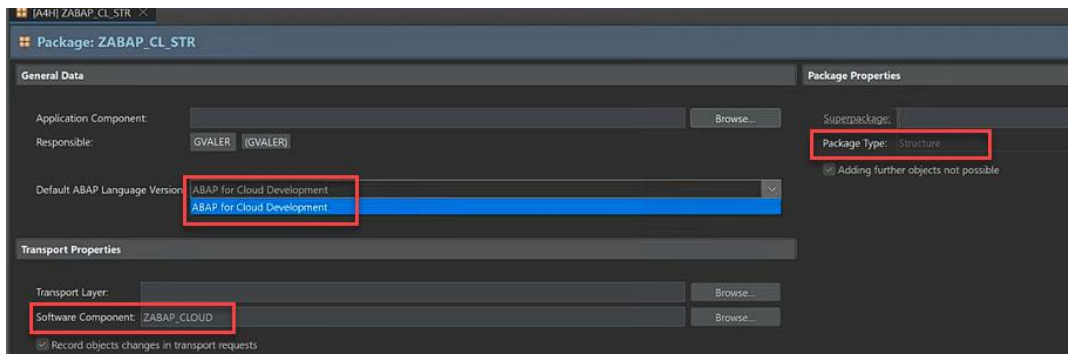 [A4H] ZABAP_CL_STR
Package: ZABAP_CL_STR
General Data
Application Component:
Browse...
Responsible:
GVALER (GVALER)
Default ABAP Language Version
ABAP for Cloud Development
ABAP for Cloud Development
Transport Properties
Transport Layer:
Browse...
Software Component: ZABAP_CLOUD
Browse...
Record objects changes in transport requests
Package Properties
Superpackage:
Package Type: Structure
Adding further objects not possible